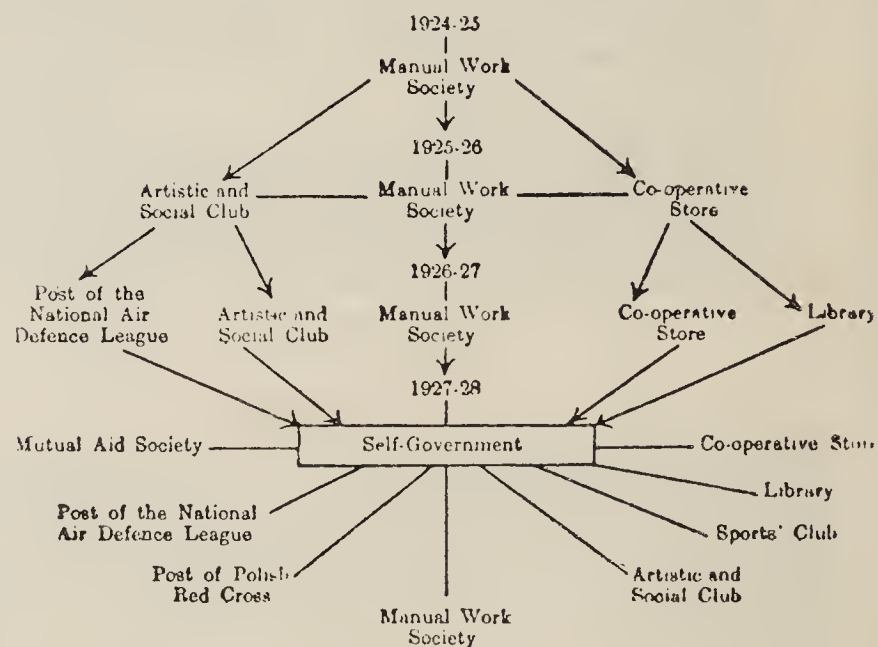 1924-25
Manual Work
Society
1925-26
Artistic and
Social Club
Manual Work
Society
Co-operative
Store
1926-27
Post of the
National Air
Defence League
Artistic and
Social Club
Manual Work
Society
Co-operative
Store
Library
1927-28
Mutual Aid Society
Self-Government
Co-operative Store
Library
Post of the National
Air Defence League
Sports' Club
Post of Polish
Red Cross
Artistic and
Social Club
Manual Work
Society